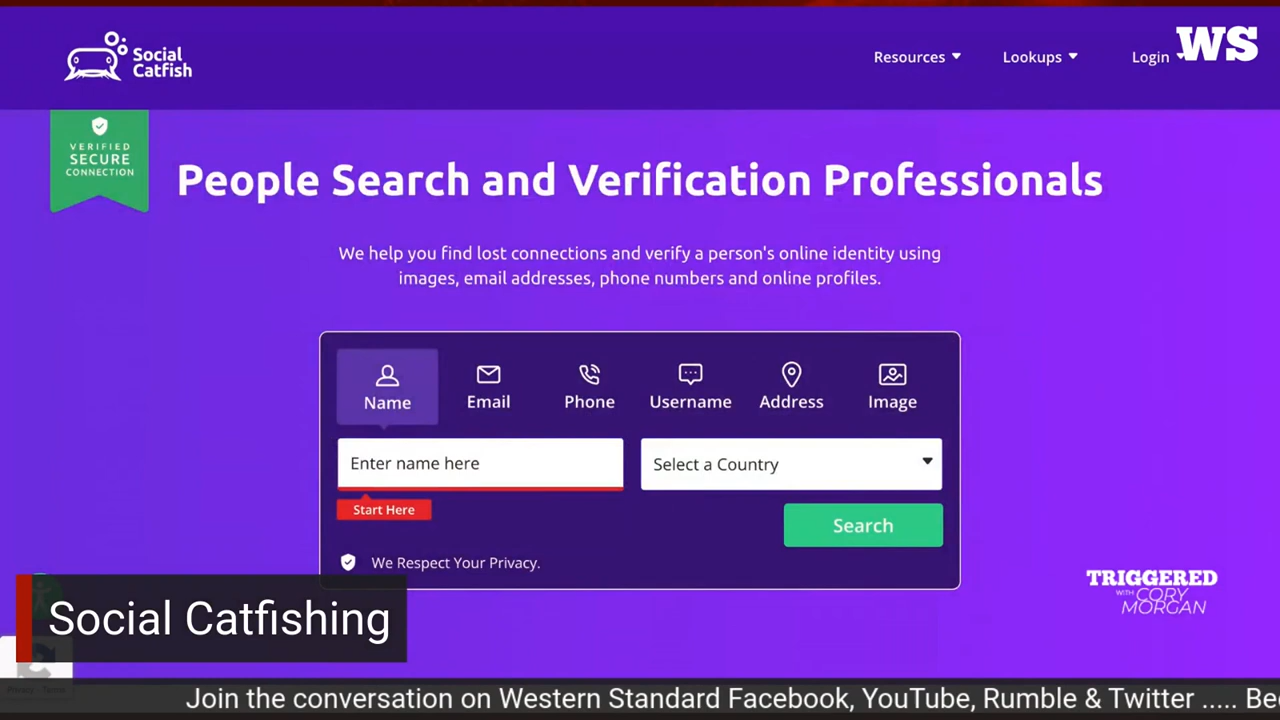 Social
Catfish
Resources
Lookups
Login
WS
VERIFIED
SECURE
CONNECTION
People Search and Verification Professionals
We help you find lost connections and verify a person's online identity using
images, email addresses, phone numbers and online profiles.
Name
Email
Phone
Username
Address
Image
Enter name here
Select a Country
Start Here
Search
We Respect Your Privacy.
TRIGGERED
WITH CORY
MORGAN
Social Catfishing
Privacy - Terms
Join the conversation on Western Standard Facebook, YouTube, Rumble & Twitter ..... Be